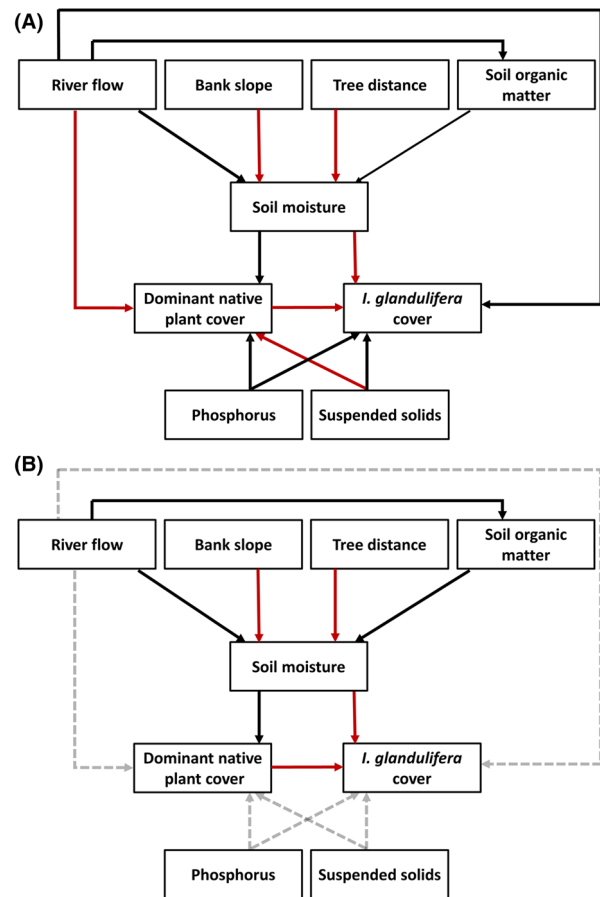 (A)
River flow
Bank slope
Tree distance
Soil organic
matter
Soil moisture
Dominant native
plant cover
I. glandulifera
cover
Phosphorus
Suspended solids
(B)
River flow
Bank slope
Tree distance
Soil organic
matter
Soil moisture
Dominant native
plant cover
I. glandulifera
cover
Phosphorus
Suspended solids